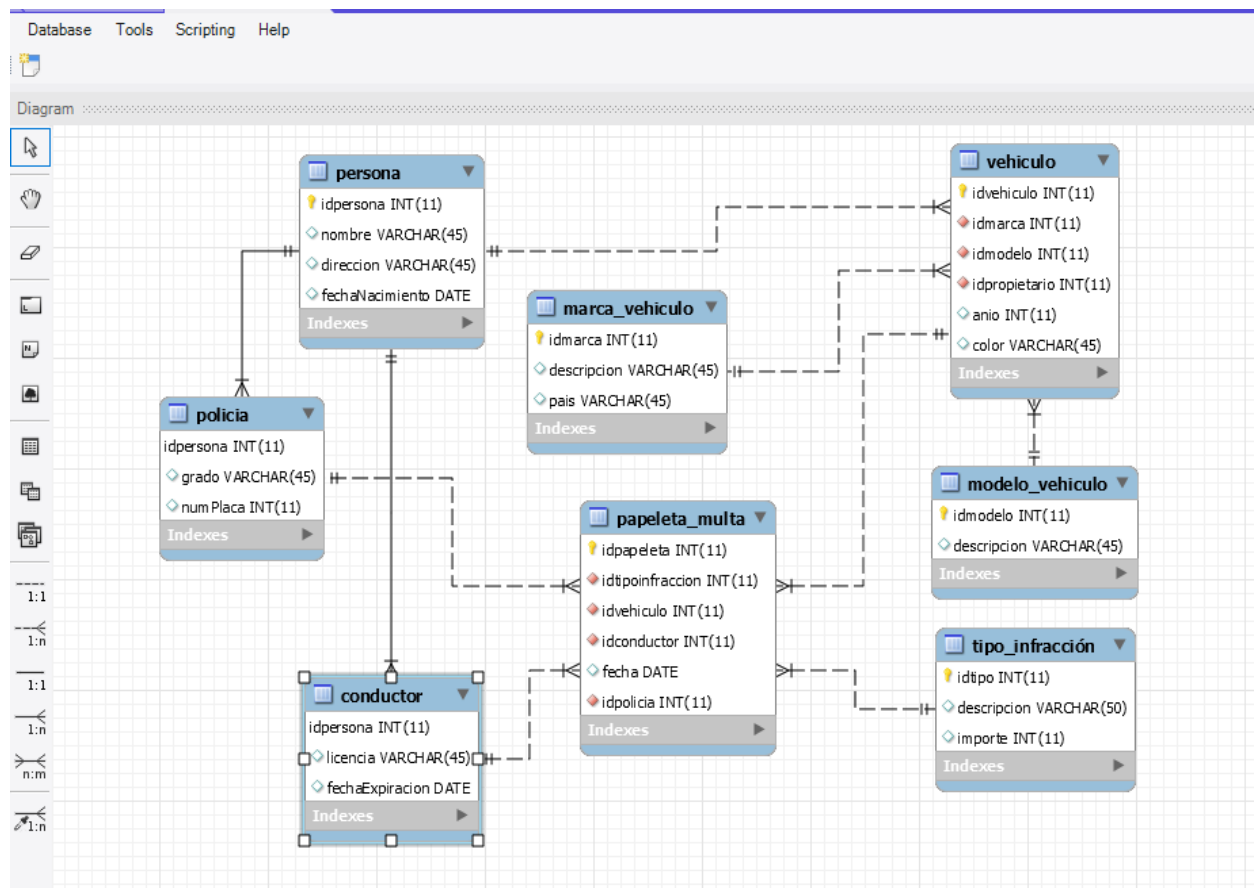 Database Tools Scripting Help
Diagram
persona
idpersona INT(11)
nombre VARCHAR(45)
direccion VARCHAR(45)
fechaNacimiento DATE
Indexes
vehiculo
idvehiculo INT(11)
idmarca INT(11)
idmodelo INT(11)
idpropietario INT(11)
anio INT(11)
color VARCHAR(45)
Indexes
marca_vehiculo
idmarca INT(11)
descripcion VARCHAR(45)
pais VARCHAR(45)
Indexes
policia
idpersona INT(11)
grado VARCHAR(45)
numPlaca INT(11)
Indexes
modelo_vehiculo
idmodelo INT(11)
descripcion VARCHAR(45)
Indexes
papeleta_multa
idpapeleta INT(11)
idtipoinfraccion INT(11)
idvehiculo INT(11)
idconductor INT(11)
fecha DATE
idpolicia INT(11)
Indexes
tipo_infracción
idtipo INT(11)
descripcion VARCHAR(50)
importe INT(11)
Indexes
conductor
idpersona INT(11)
licencia VARCHAR(45)
fechaExpiracion DATE
Indexes
1:1
1:n
1:1
1:n
n:m
1:n